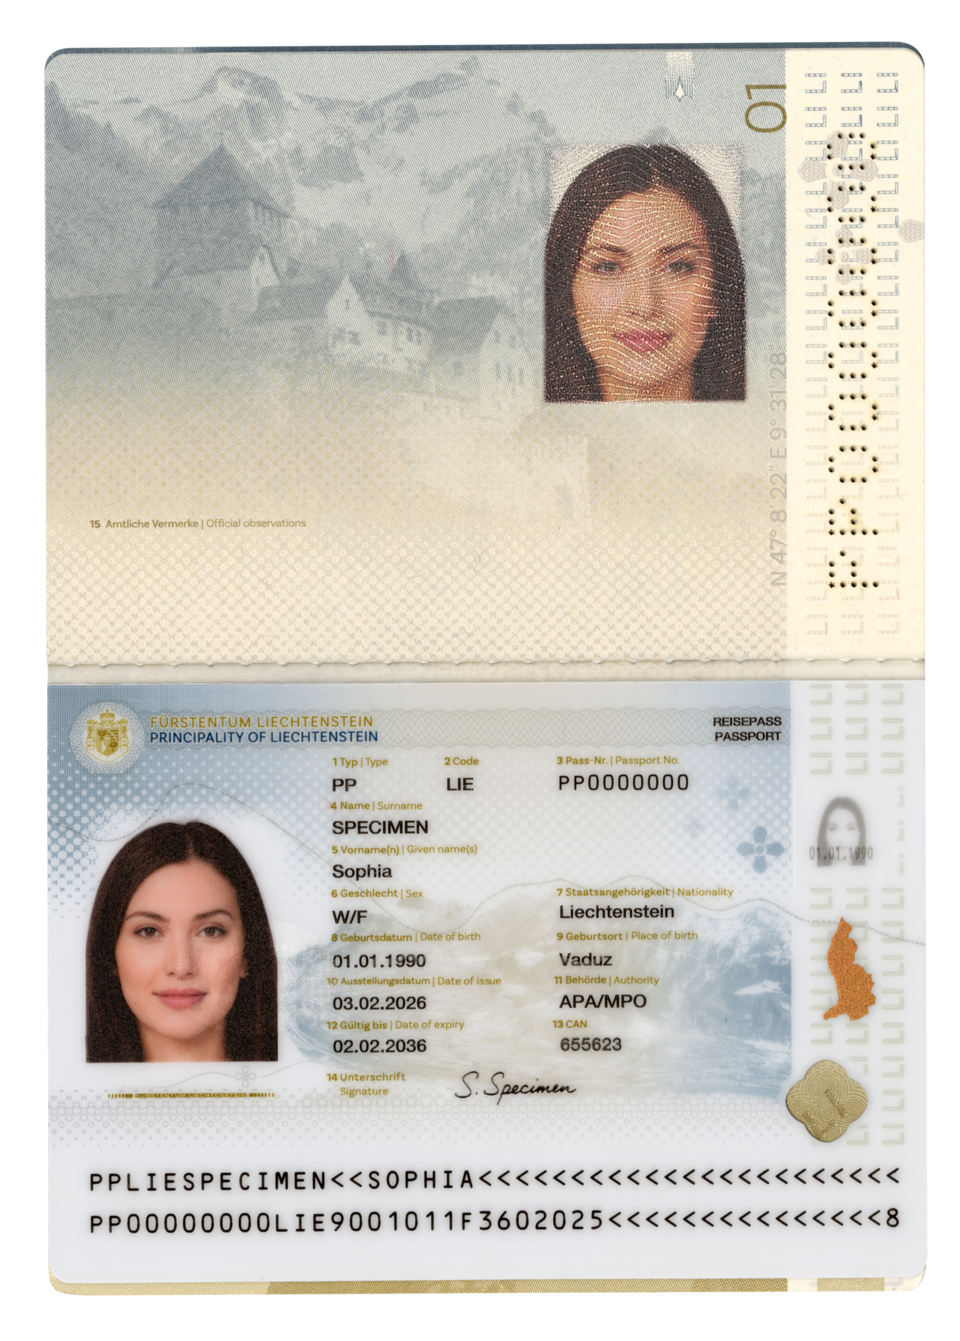 01
N 47° 8' 22" E 9° 31' 28"
PP0000000
15 Amtliche Vermerke | Official observations
FÜRSTENTUM LIECHTENSTEIN
PRINCIPALITY OF LIECHTENSTEIN
REISEPASS
PASSPORT
1 Typ | Type 2 Code 3 Pass-Nr. | Passport No.
PP LIE PP0000000
4 Name | Surname
SPECIMEN
5 Vorname(n) | Given name(s)
Sophia
6 Geschlecht | Sex 7 Staatsangehörigkeit | Nationality
W/F Liechtenstein
8 Geburtsdatum | Date of birth 9 Geburtsort | Place of birth
01.01.1990 Vaduz
10 Ausstellungsdatum | Date of issue 11 Behörde | Authority
03.02.2026 APA/MPO
12 Gültig bis | Date of expiry 13 CAN
02.02.2036 655623
14 Unterschrift
Signature
S. Specimen
01.01.1990
FÜRSTENTUM LIECHTENSTEIN
PPLIESPECIMEN<<SOPHIA<<<<<<<<<<<<<<<<<<<<<<<
PP00000000LIE9001011F3602025<<<<<<<<<<<<<<<8